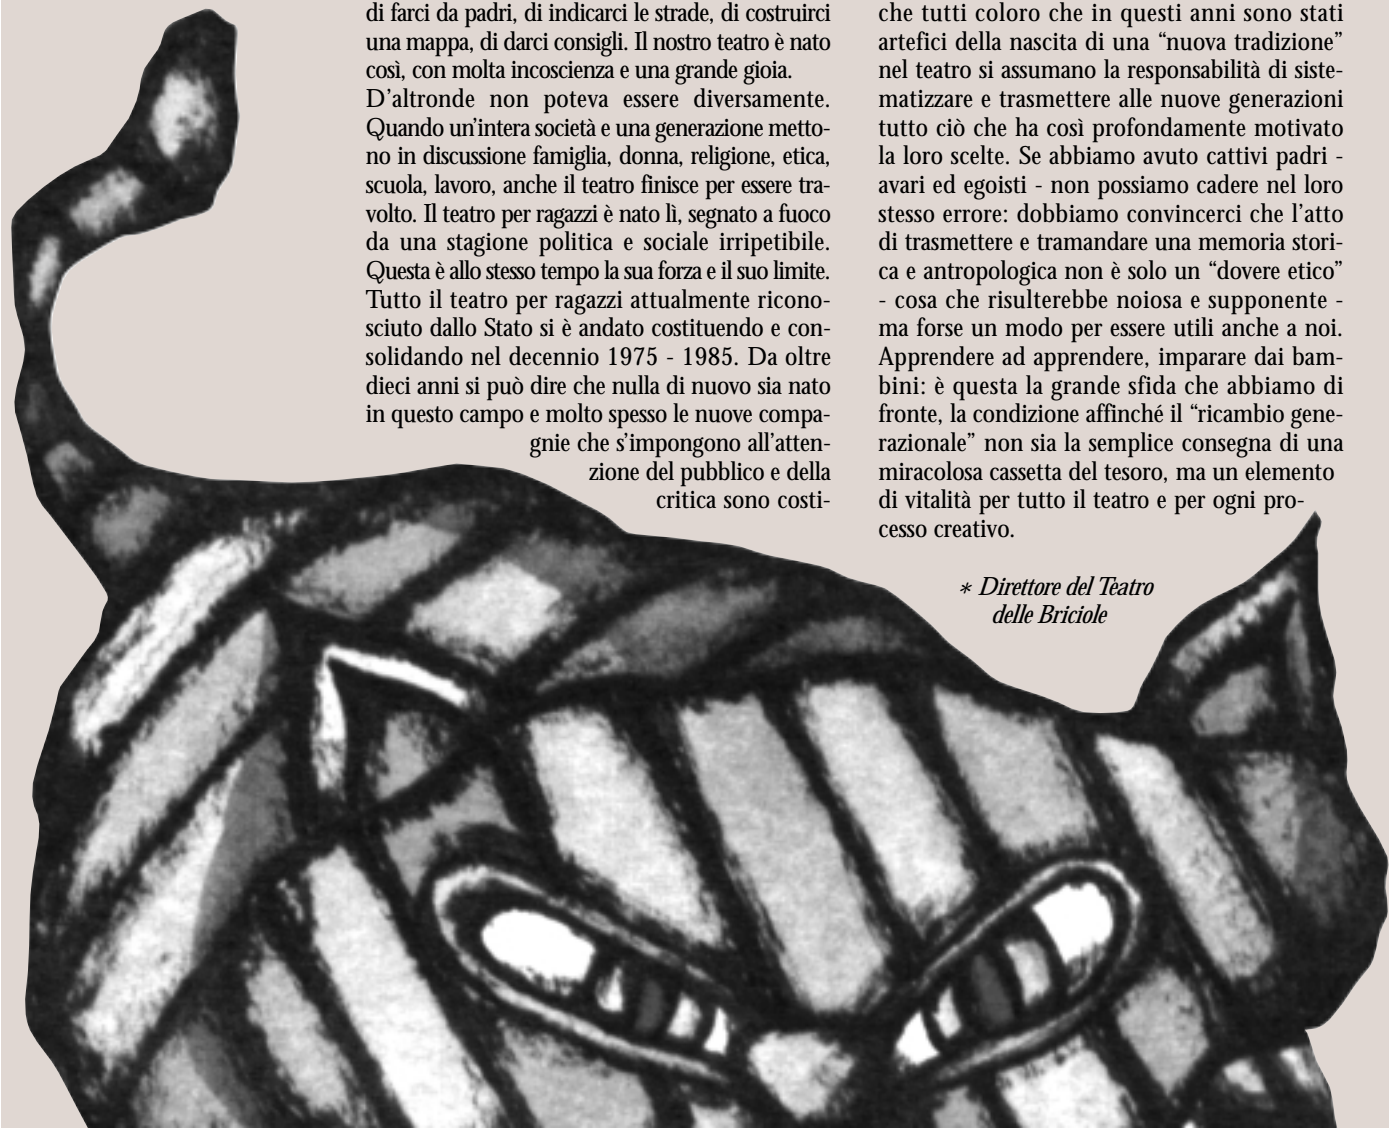 di farci da padri, di indicarci le strade, di costruirci
una mappa, di darci consigli. Il nostro teatro è nato
così, con molta incoscienza e una grande gioia.
D'altronde non poteva essere diversamente.
Quando un'intera società e una generazione metto-
no in discussione famiglia, donna, religione, etica,
scuola, lavoro, anche il teatro finisce per essere tra-
volto. Il teatro per ragazzi è nato lì, segnato a fuoco
da una stagione politica e sociale irripetibile.
Questa è allo stesso tempo la sua forza e il suo limite.
Tutto il teatro per ragazzi attualmente ricono-
sciuto dallo Stato si è andato costituendo e con-
solidando nel decennio 1975 - 1985. Da oltre
dieci anni si può dire che nulla di nuovo sia nato
in questo campo e molto spesso le nuove compa-
gnie che s'impongono all'atten-
zione del pubblico e della
critica sono costi-
che tutti coloro che in questi anni sono stati
artefici della nascita di una “nuova tradizione”
nel teatro si assumano la responsabilità di siste-
matizzare e trasmettere alle nuove generazioni
tutto ciò che ha così profondamente motivato
la loro scelte. Se abbiamo avuto cattivi padri -
avari ed egoisti - non possiamo cadere nel loro
stesso errore: dobbiamo convincerci che l'atto
di trasmettere e tramandare una memoria stori-
ca e antropologica non è solo un “dovere etico”
- cosa che risulterebbe noiosa e supponente -
ma forse un modo per essere utili anche a noi.
Apprendere ad apprendere, imparare dai bam-
bini: è questa la grande sfida che abbiamo di
fronte, la condizione affinché il “ricambio gene-
razionale” non sia la semplice consegna di una
miracolosa cassetta del tesoro, ma un elemento
di vitalità per tutto il teatro e per ogni pro-
cesso creativo.
* Direttore del Teatro
delle Briciole